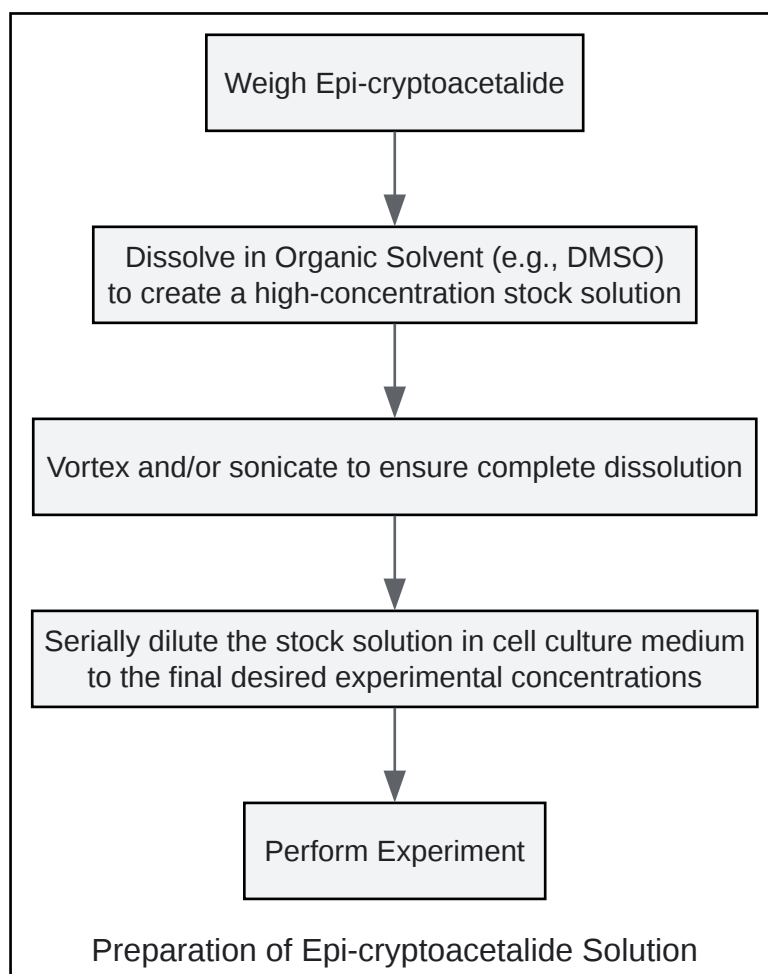 Weigh Epi-cryptoacetalide
Dissolve in Organic Solvent (e.g., DMSO)
to create a high-concentration stock solution
Vortex and/or sonicate to ensure complete dissolution
Serially dilute the stock solution in cell culture medium
to the final desired experimental concentrations
Perform Experiment
Preparation of Epi-cryptoacetalide Solution